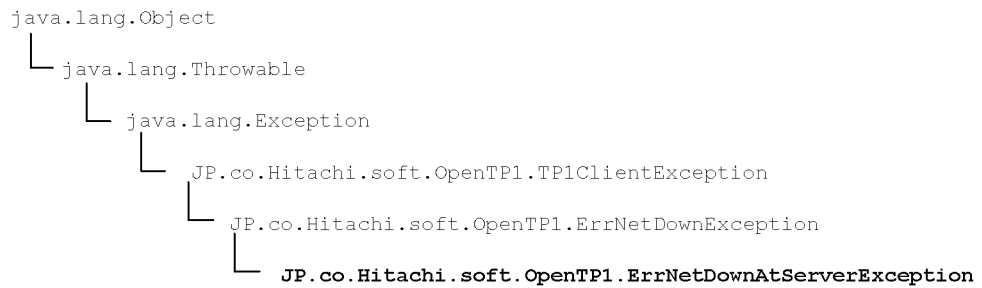 java.lang.Object
java.lang.Throwable
java.lang.Exception
JP.co.Hitachi.soft.OpenTP1.TP1ClientException
JP.co.Hitachi.soft.OpenTP1.ErrNetDownException
JP.co.Hitachi.soft.OpenTP1.ErrNetDownAtServerException